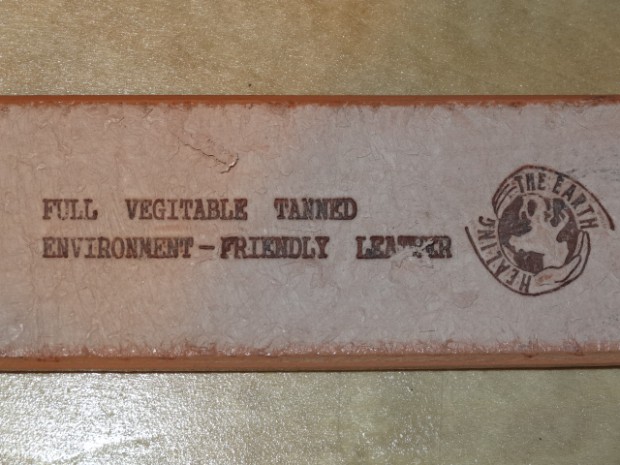 FULL VEGITABLE TANNED
ENVIRONMENT-FRIENDLY LEATHER
HEALING THE EARTH